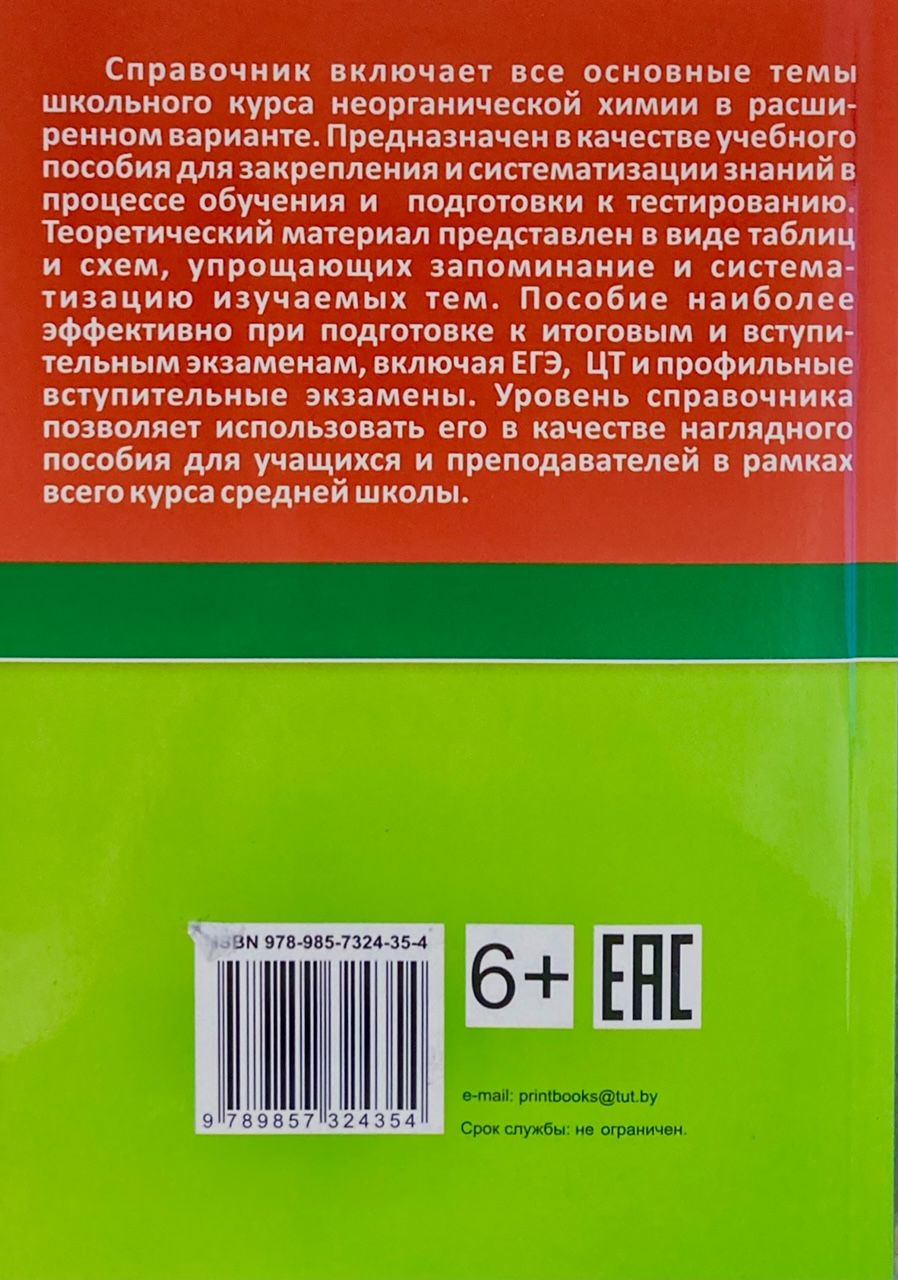 Справочник включает все основные темы
школьного курса неорганической химии в расши-
ренном варианте. Предназначен в качестве учебного
пособия для закрепления и систематизации знаний в
процессе обучения и подготовки к тестированию.
Теоретический материал представлен в виде таблиц
и схем, упрощающих запоминание и система-
тизацию изучаемых тем. Пособие наиболее
эффективно при подготовке к итоговым и вступи-
тельным экзаменам, включая ЕГЭ, ЦТ и профильные
вступительные экзамены. Уровень справочника
позволяет использовать его в качестве наглядного
пособия для учащихся и преподавателей в рамках
всего курса средней школы.
ISBN 978-985-7324-35-4
9 789857 324354
6+
EAC
e-mail: printbooks@tut.by
Срок службы: не ограничен.